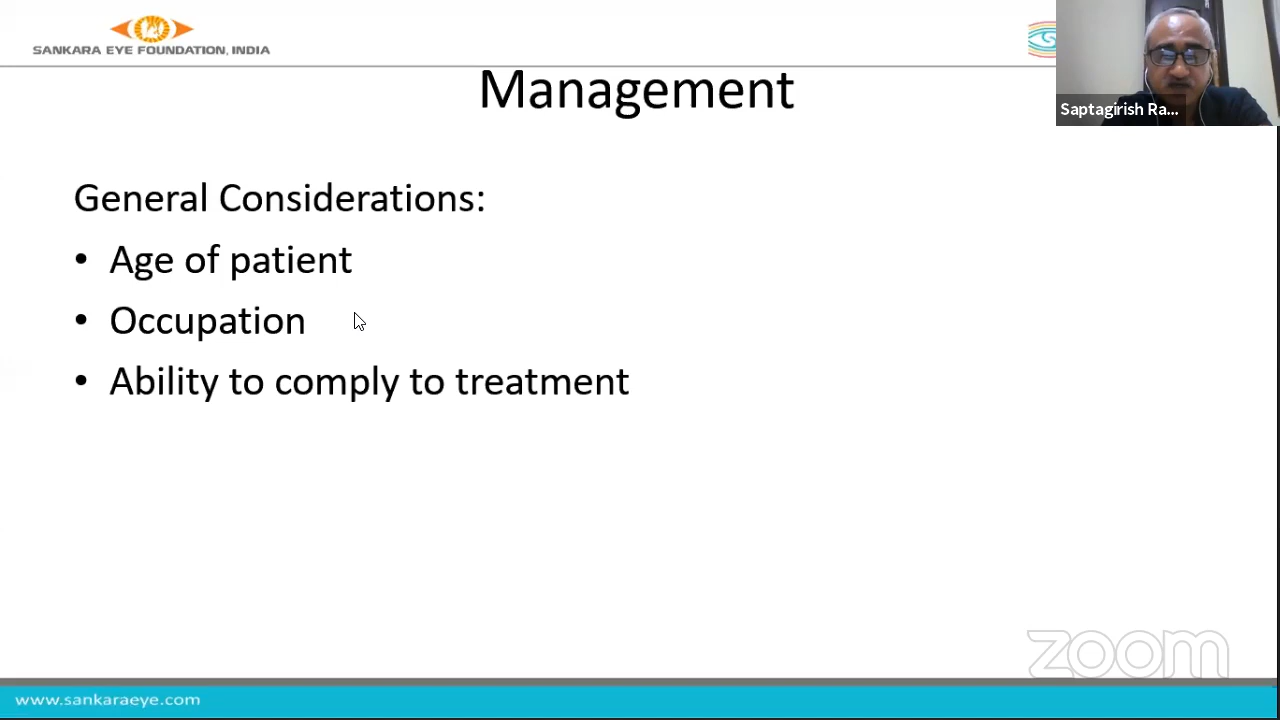 SANKARA EYE FOUNDATION, INDIA
Saptagirish Ra...
Management
General Considerations:
• Age of patient
• Occupation
• Ability to comply to treatment
zoom
www.sankaraeye.com